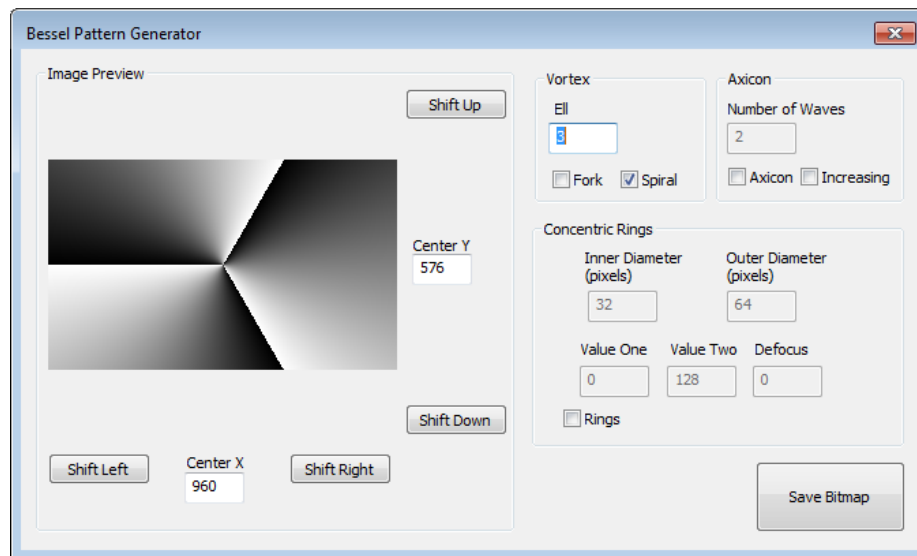 Bessel Pattern Generator
Image Preview
Shift Up
Center Y
576
Shift Down
Shift Left
Center X
960
Shift Right
Vortex
Ell
3
Fork
Spiral
Axicon
Number of Waves
2
Axicon
Increasing
Concentric Rings
Inner Diameter
(pixels)
32
Outer Diameter
(pixels)
64
Value One
0
Value Two
128
Defocus
0
Rings
Save Bitmap